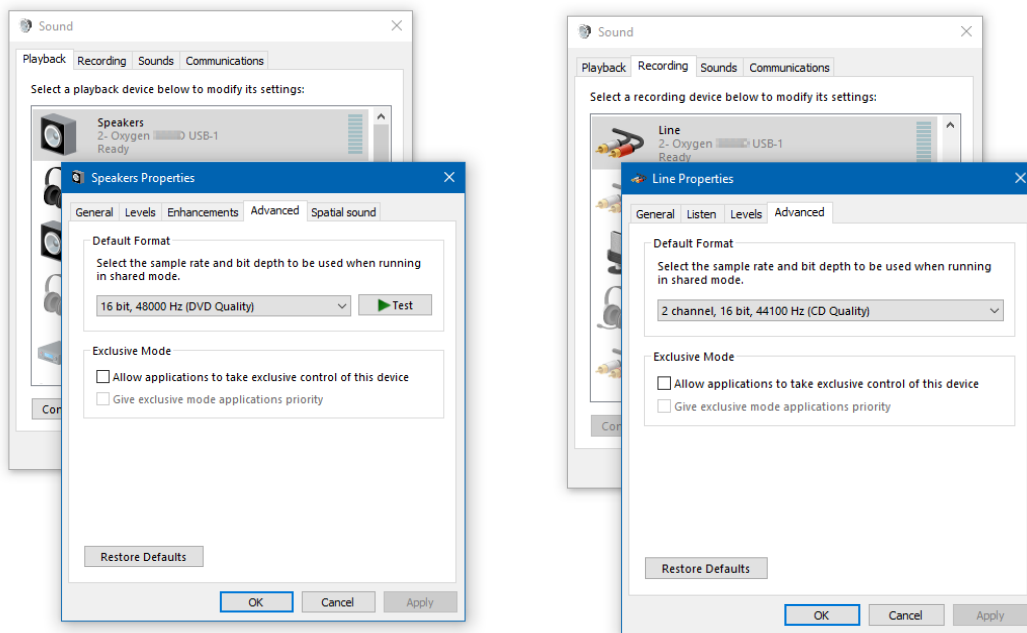 Sound
Playback Recording Sounds Communications
Select a playback device below to modify its settings:
Speakers
2- Oxygen USB-1
Ready
Speakers Properties
General Levels Enhancements Advanced Spatial sound
Default Format
Select the sample rate and bit depth to be used when running
in shared mode.
16 bit, 48000 Hz (DVD Quality)
Test
Exclusive Mode
Allow applications to take exclusive control of this device
Give exclusive mode applications priority
Restore Defaults
OK Cancel Apply
Sound
Playback Recording Sounds Communications
Select a recording device below to modify its settings:
Line
2- Oxygen USB-1
Ready
Line Properties
General Listen Levels Advanced
Default Format
Select the sample rate and bit depth to be used when running
in shared mode.
2 channel, 16 bit, 44100 Hz (CD Quality)
Exclusive Mode
Allow applications to take exclusive control of this device
Give exclusive mode applications priority
Restore Defaults
OK Cancel Apply